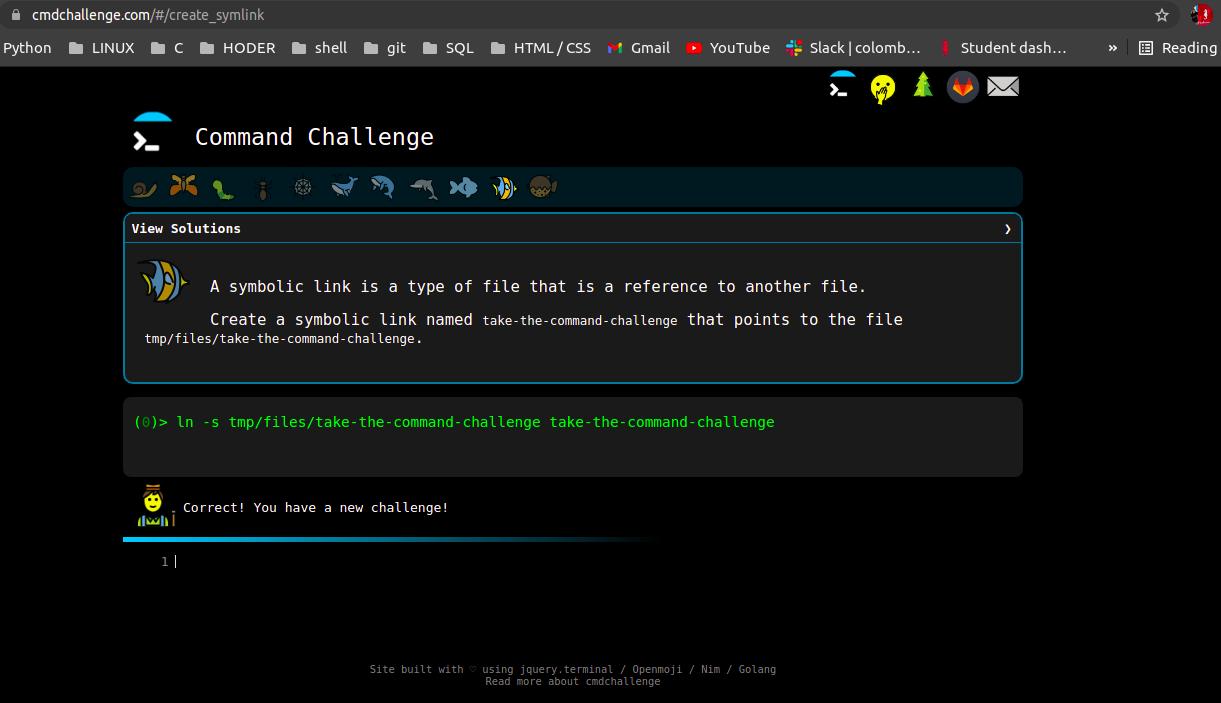 cmdchallenge.com/#/create_symlink
Python LINUX C HODER shell git SQL HTML / CSS Gmail YouTube Slack | colomb… Student dash… » Reading
Command Challenge
View Solutions ❯
A symbolic link is a type of file that is a reference to another file.
Create a symbolic link named take-the-command-challenge that points to the file
tmp/files/take-the-command-challenge.
(0)> ln -s tmp/files/take-the-command-challenge take-the-command-challenge
Correct! You have a new challenge!
1
Site built with ♡ using jquery.terminal / Openmoji / Nim / Golang
Read more about cmdchallenge